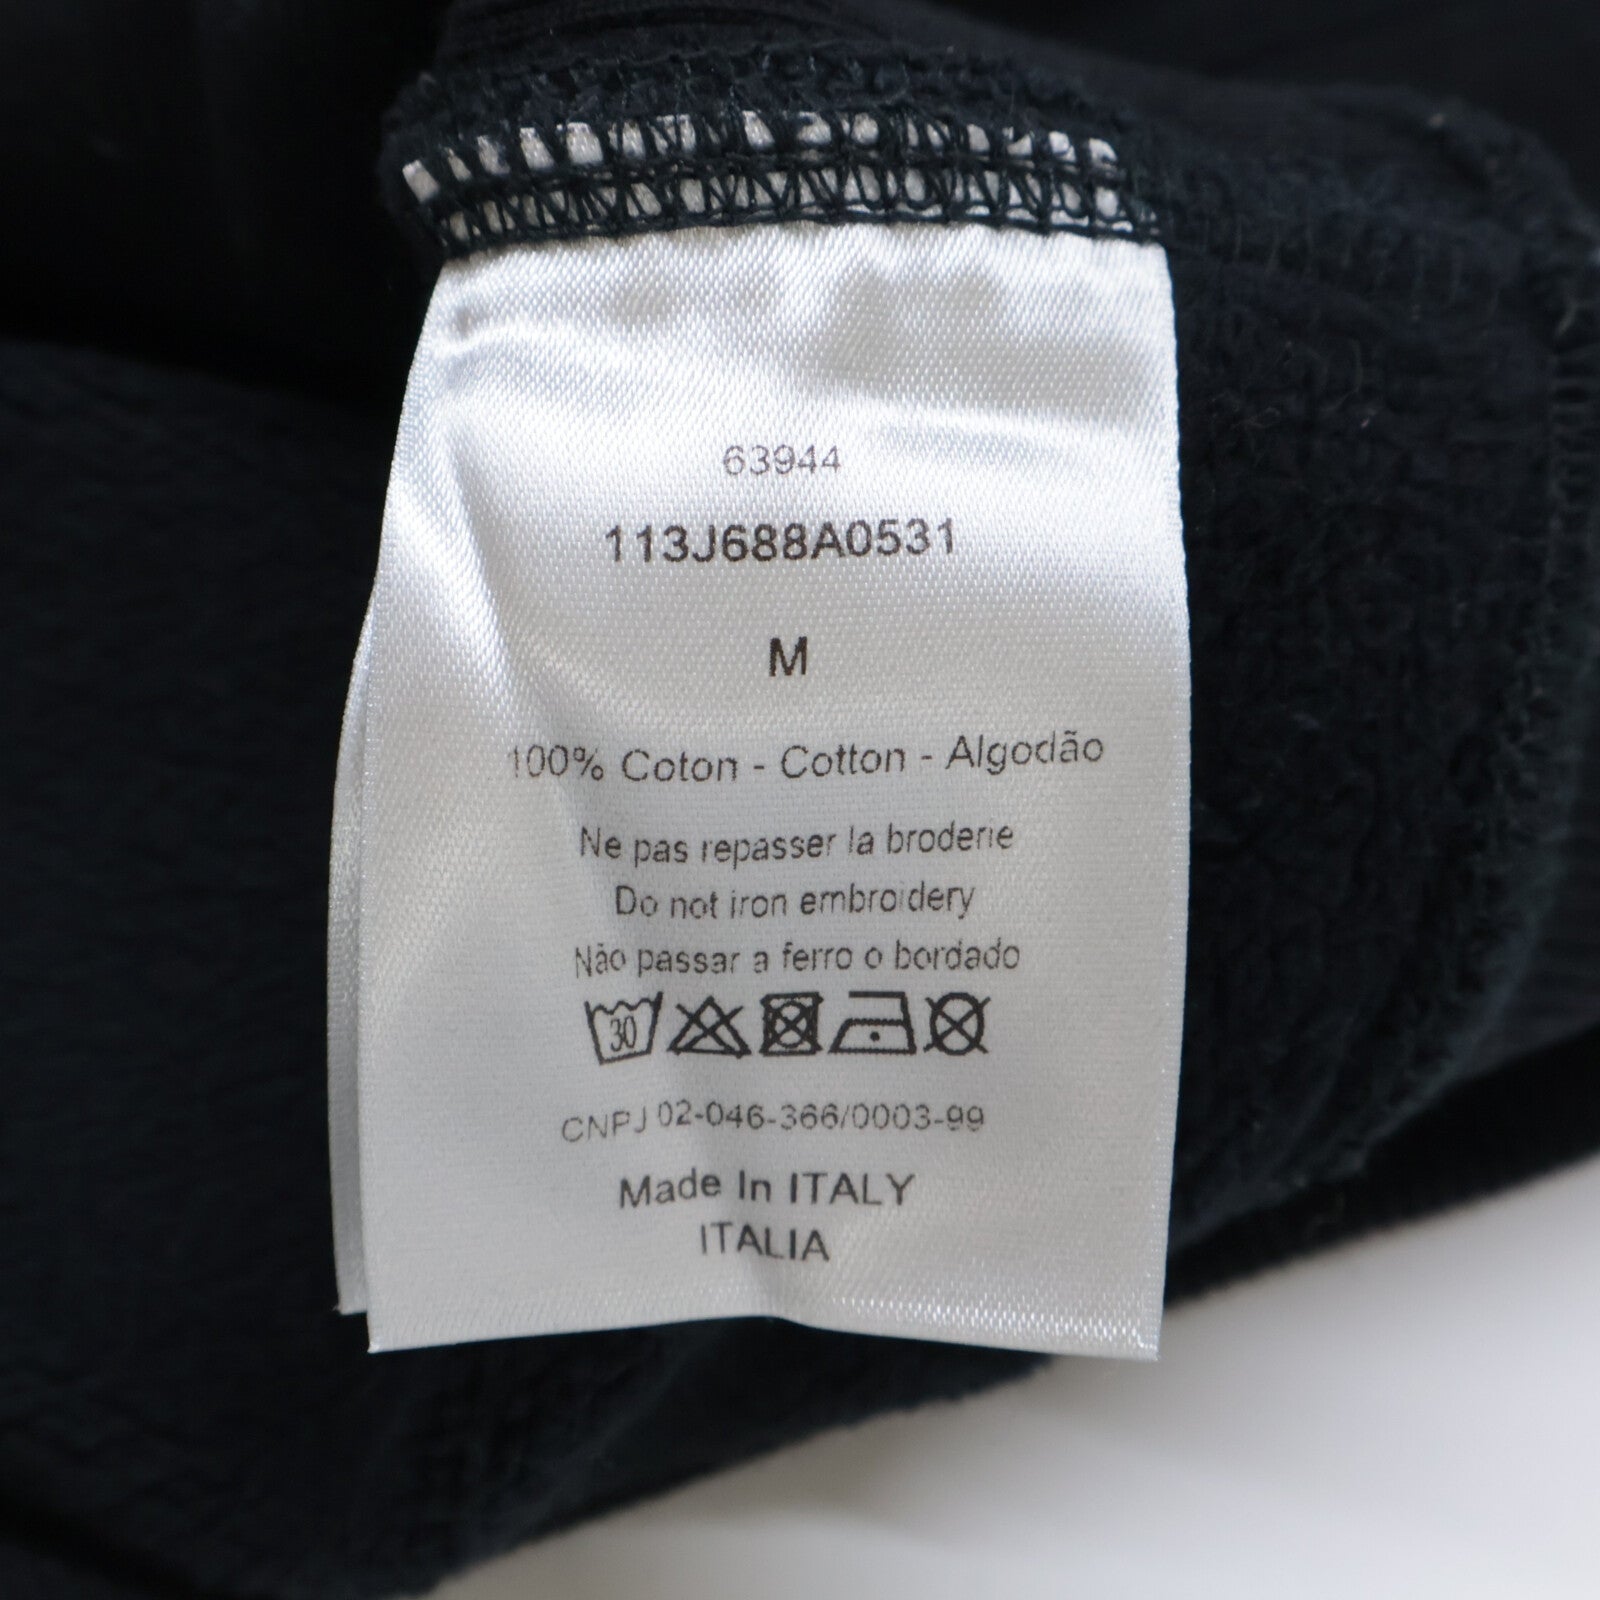 63944
113J688A0531
M
100% Coton - Cotton - Algodão
Ne pas repasser la broderie
Do not iron embroidery
Não passar a ferro o bordado
30
CNPJ 02-046-366/0003-99
Made In ITALY
ITALIA